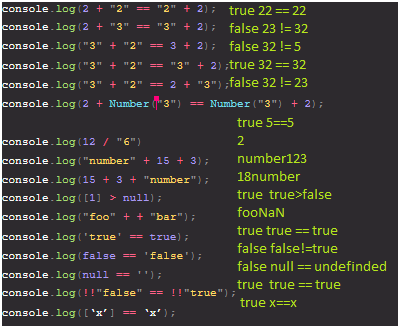 console.log(2 + "2" == "2" + 2); true 22 == 22
console.log(2 + "3" == "3" + 2); false 23 != 32
console.log("3" + "2" == 3 + 2); false 32 != 5
console.log("3" + "2" == "3" + 2); true 32 == 32
console.log("3" + "2" == 2 + "3"); false 32 != 23
console.log(2 + Number("3") == Number("3") + 2);
true 5==5
console.log(12 / "6") 2
console.log("number" + 15 + 3); number123
console.log(15 + 3 + "number"); 18number
console.log([1] > null); true true>false
console.log("foo" + + "bar"); fooNaN
console.log('true' == true); true true == true
console.log(false == 'false'); false false!=true
console.log(null == ''); false null == undefinded
console.log(!!"false" == !!"true"); true true == true
console.log([‘x’] == ‘x’); true x==x